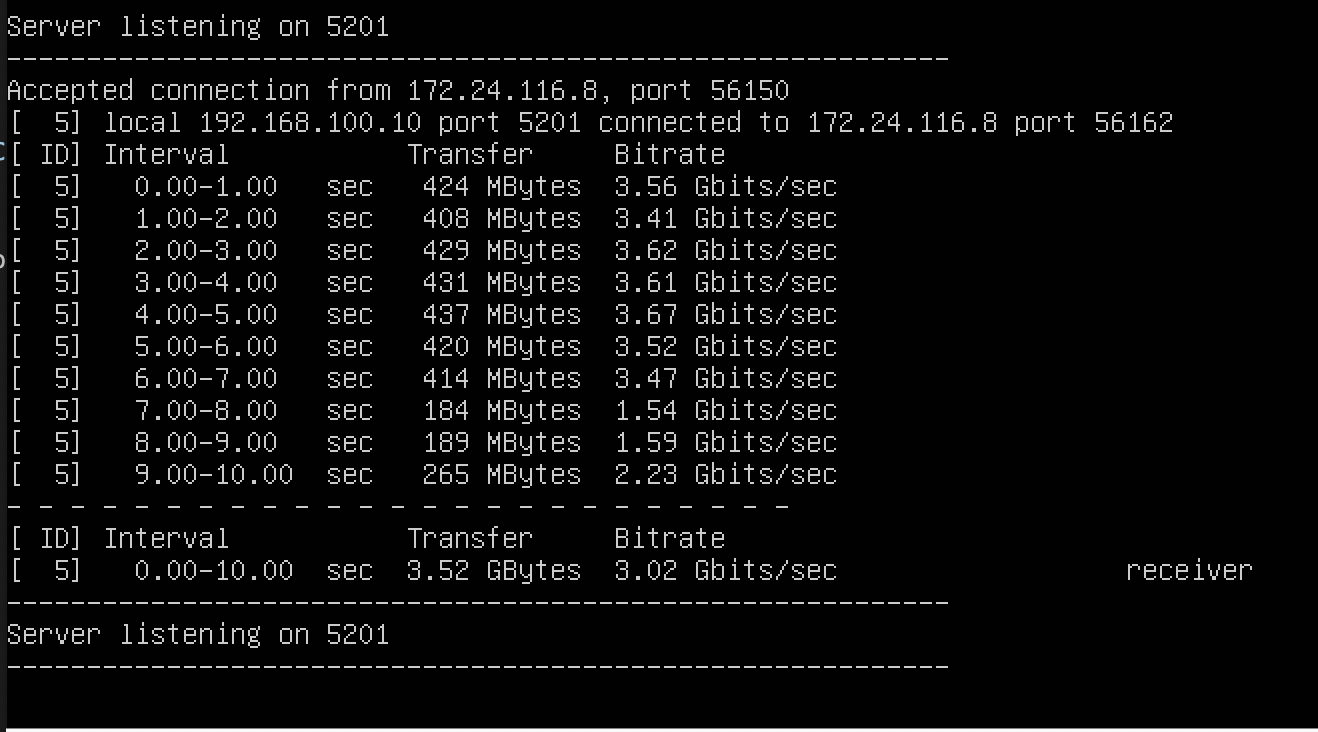 Server listening on 5201
-----------------------------------------------------------
Accepted connection from 172.24.116.8, port 56150
[  5] local 192.168.100.10 port 5201 connected to 172.24.116.8 port 56162
[ ID] Interval           Transfer     Bitrate
[  5]   0.00-1.00   sec   424 MBytes  3.56 Gbits/sec
[  5]   1.00-2.00   sec   408 MBytes  3.41 Gbits/sec
[  5]   2.00-3.00   sec   429 MBytes  3.62 Gbits/sec
[  5]   3.00-4.00   sec   431 MBytes  3.61 Gbits/sec
[  5]   4.00-5.00   sec   437 MBytes  3.67 Gbits/sec
[  5]   5.00-6.00   sec   420 MBytes  3.52 Gbits/sec
[  5]   6.00-7.00   sec   414 MBytes  3.47 Gbits/sec
[  5]   7.00-8.00   sec   184 MBytes  1.54 Gbits/sec
[  5]   8.00-9.00   sec   189 MBytes  1.59 Gbits/sec
[  5]   9.00-10.00  sec   265 MBytes  2.23 Gbits/sec
- - - - - - - - - - - - - - - - - - - - - - - - -
[ ID] Interval           Transfer     Bitrate
[  5]   0.00-10.00  sec  3.52 GBytes  3.02 Gbits/sec                  receiver
-----------------------------------------------------------
Server listening on 5201
-----------------------------------------------------------